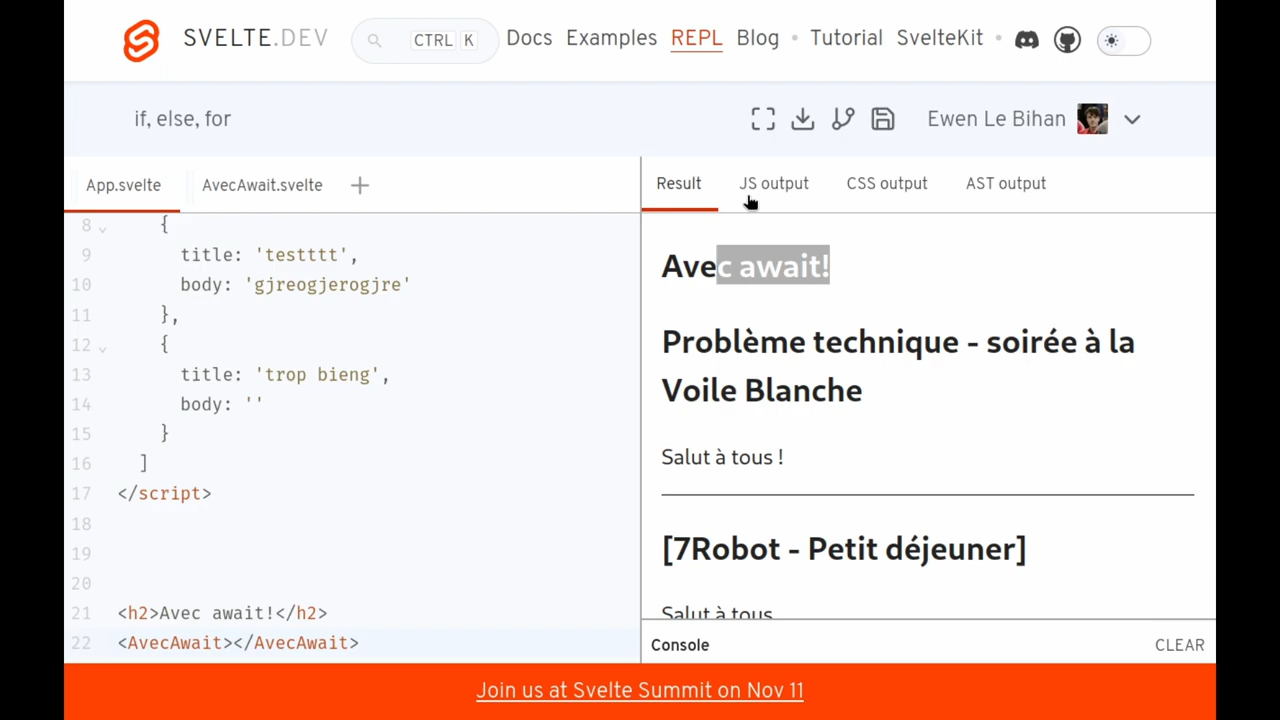 SVELTE.DEV CTRL K Docs Examples REPL Blog • Tutorial SvelteKit •
if, else, for Ewen Le Bihan
App.svelte AvecAwait.svelte +
Result JS output CSS output AST output
8 {
9 title: 'testttt',
10 body: 'gjreogjerogjre'
11 },
12 {
13 title: 'trop bieng',
14 body: ''
15 }
16 ]
17 </script>
18
19
20
21 <h2>Avec await!</h2>
22 <AvecAwait></AvecAwait>
Avec await!
Problème technique - soirée à la
Voile Blanche
Salut à tous !
[7Robot - Petit déjeuner]
Salut à tous
Console CLEAR
Join us at Svelte Summit on Nov 11